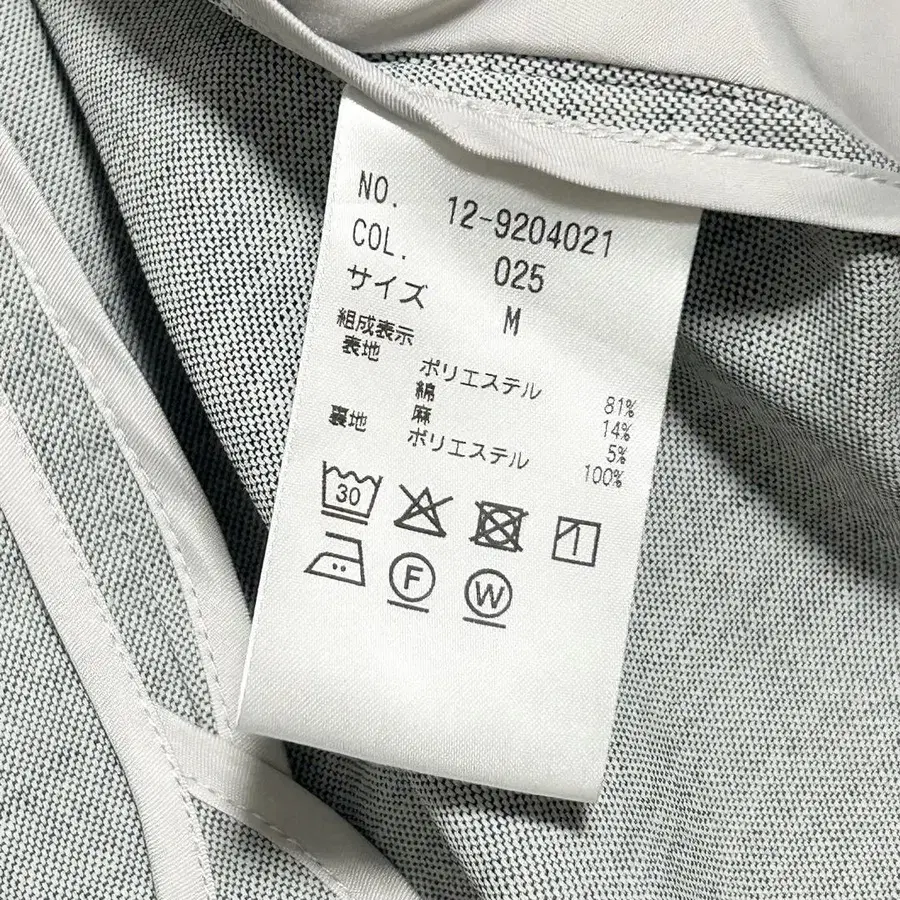 NO. 12-9204021
COL. 025
サイズ M
組成表示
表地 ポリエステル 81%
綿 14%
麻 5%
裏地 ポリエステル 100%
30
F W